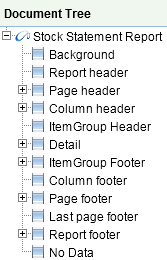 Document Tree
Stock Statement Report
Background
Report header
Page header
Column header
ItemGroup Header
Detail
ItemGroup Footer
Column footer
Page footer
Last page footer
Report footer
No Data